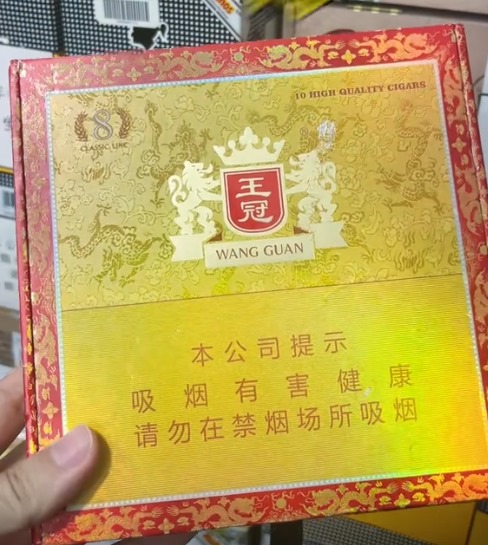 10 HIGH QUALITY CIGARS
8
CLASSIC LINE
王冠
WANG GUAN
本公司提示
吸烟有害健康
请勿在禁烟场所吸烟